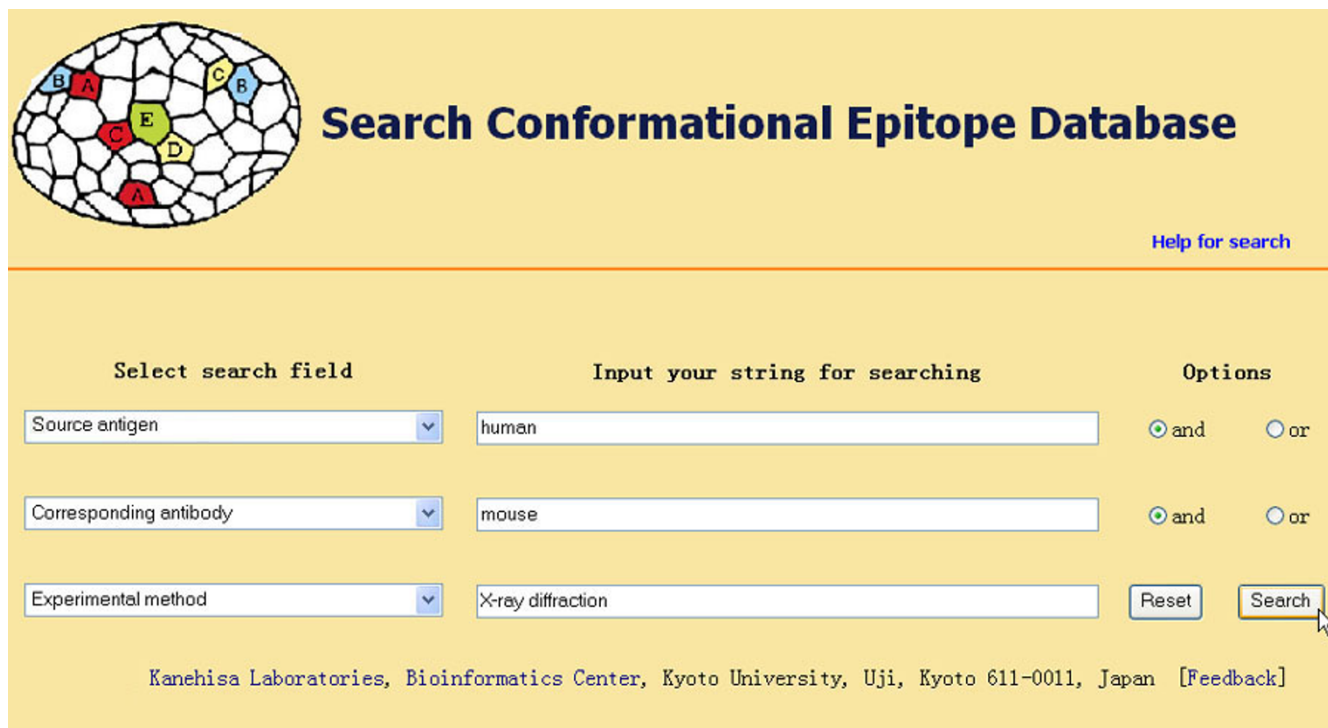 B A C B
E
C
D
A
Search Conformational Epitope Database
Help for search
Select search field Input your string for searching Options
Source antigen human and or
Corresponding antibody mouse and or
Experimental method X-ray diffraction Reset Search
Kanehisa Laboratories, Bioinformatics Center, Kyoto University, Uji, Kyoto 611-0011, Japan [Feedback]